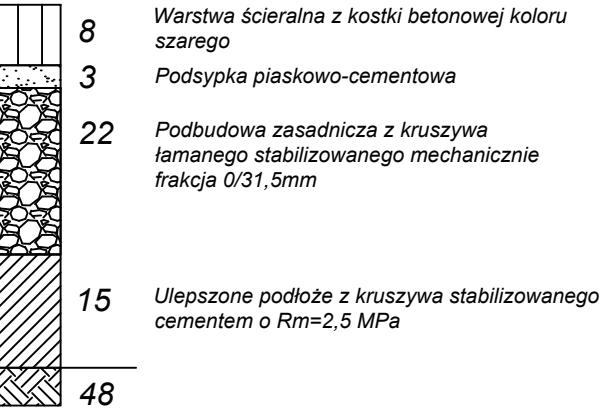 8 Warstwa ścieralna z kostki betonowej koloru
szarego
3 Podsypka piaskowo-cementowa
22 Podbudowa zasadnicza z kruszywa
łamanego stabilizowanego mechanicznie
frakcja 0/31,5mm
15 Ulepszone podłoże z kruszywa stabilizowanego
cementem o Rm=2,5 MPa
48